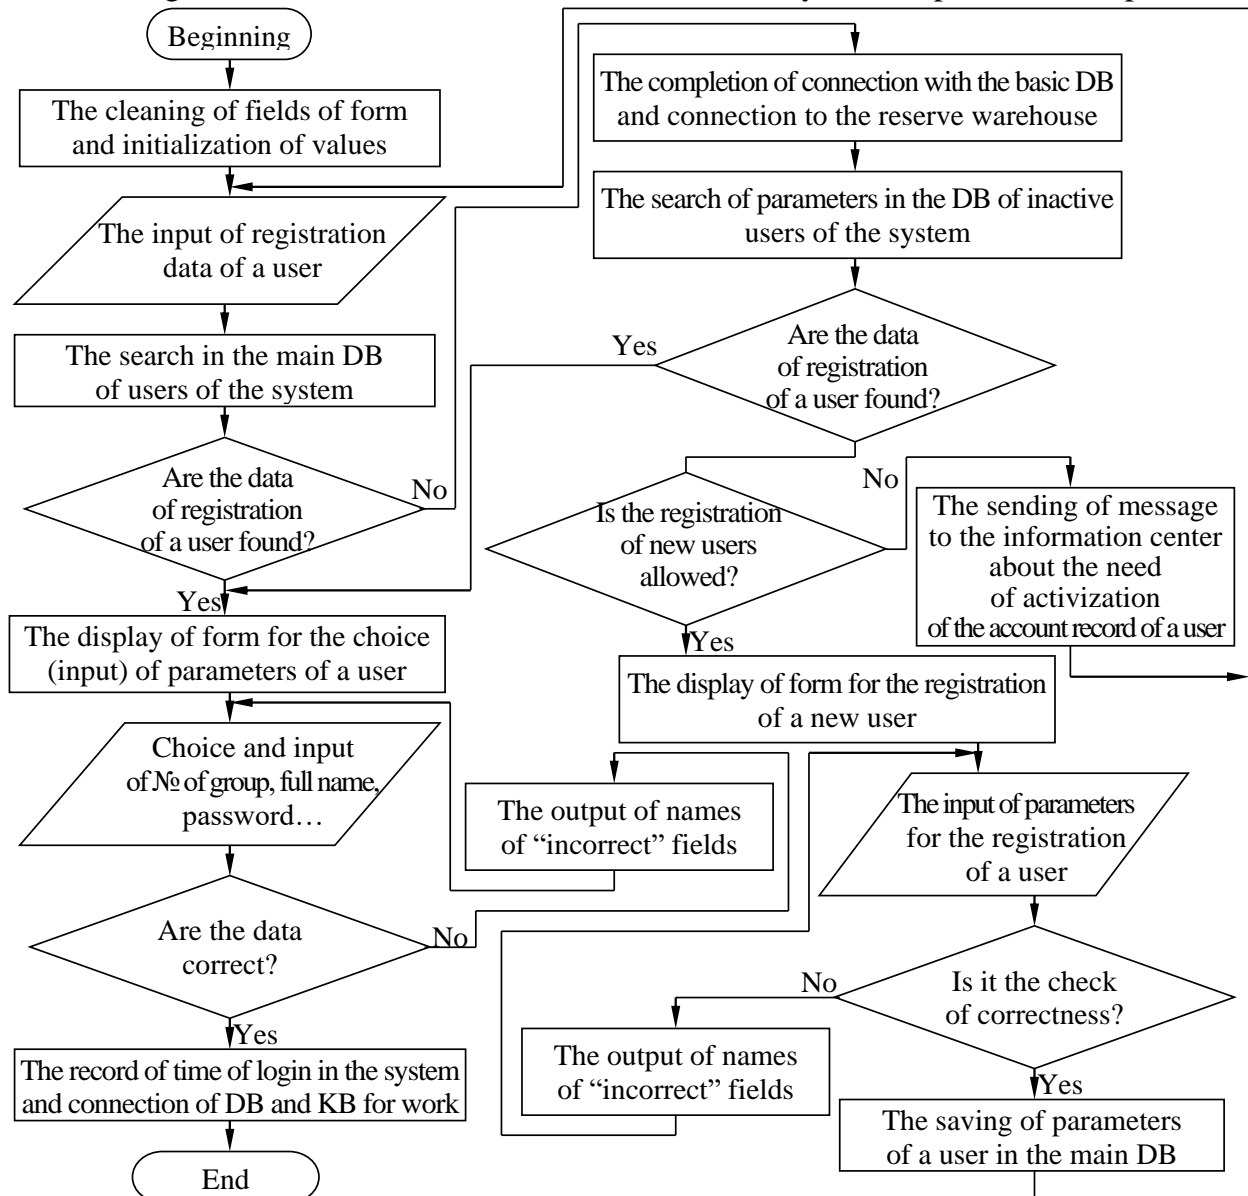 Beginning
The cleaning of fields of form
and initialization of values
The input of registration
data of a user
The search in the main DB
of users of the system
Are the data
of registration
of a user found?
No
Yes
The display of form for the choice
(input) of parameters of a user
Choice and input
of № of group, full name,
password…
Are the data
correct?
No
Yes
The record of time of login in the system
and connection of DB and KB for work
End
The completion of connection with the basic DB
and connection to the reserve warehouse
The search of parameters in the DB of inactive
users of the system
Are the data
of registration
of a user found?
Yes
Is the registration
of new users
allowed?
No
The sending of message
to the information center
about the need
of activization
of the account record of a user
Yes
The display of form for the registration
of a new user
The output of names
of “incorrect” fields
The input of parameters
for the registration
of a user
Is it the check
of correctness?
No
The output of names
of “incorrect” fields
Yes
The saving of parameters
of a user in the main DB